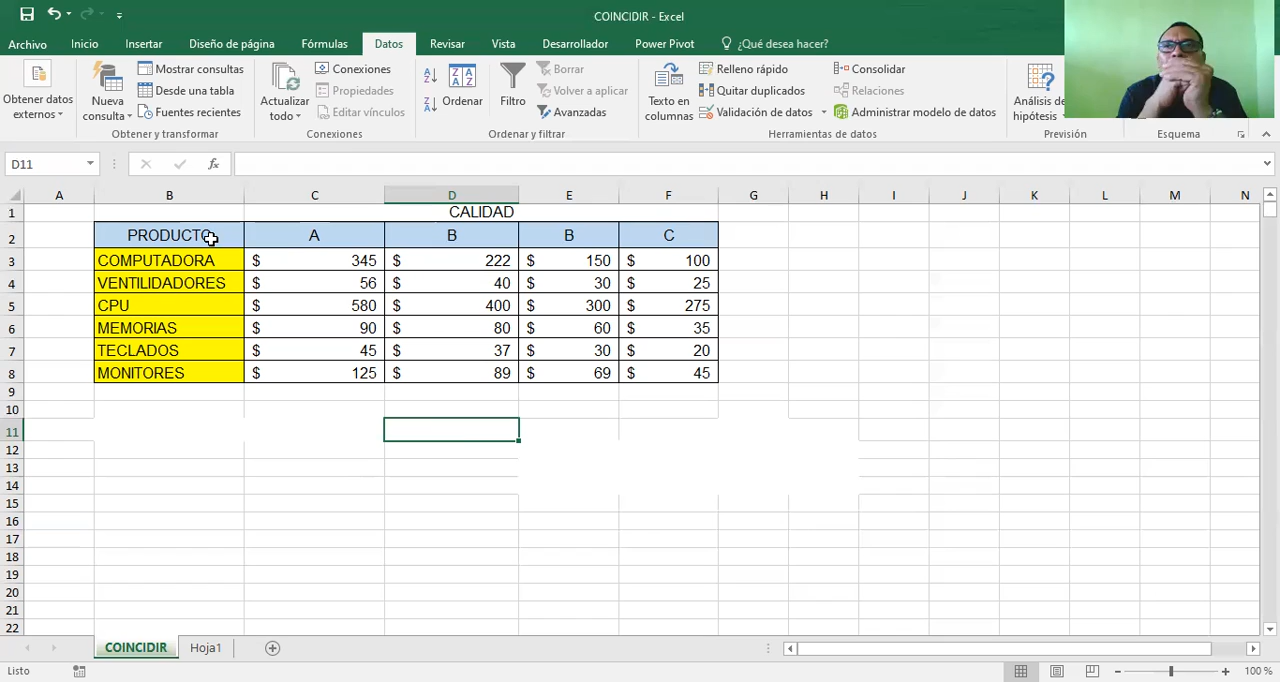 COINCIDIR - Excel
Archivo Inicio Insertar Diseño de página Fórmulas Datos Revisar Vista Desarrollador Power Pivot ¿Qué desea hacer?
Obtener datos externos
Nueva consulta
Mostrar consultas
Desde una tabla
Fuentes recientes
Obtener y transformar
Actualizar todo
Conexiones
Propiedades
Editar vínculos
Conexiones
Ordenar
Filtro
Borrar
Volver a aplicar
Avanzadas
Ordenar y filtrar
Texto en columnas
Relleno rápido
Quitar duplicados
Validación de datos
Consolidar
Relaciones
Administrar modelo de datos
Herramientas de datos
Análisis de
hipótesis
Previsión
Esquema
D11 fx
A B C D E F G H I J K L M N
1 CALIDAD
2 PRODUCTO A B B C
3 COMPUTADORA $ 345 $ 222 $ 150 $ 100
4 VENTILIDADORES $ 56 $ 40 $ 30 $ 25
5 CPU $ 580 $ 400 $ 300 $ 275
6 MEMORIAS $ 90 $ 80 $ 60 $ 35
7 TECLADOS $ 45 $ 37 $ 30 $ 20
8 MONITORES $ 125 $ 89 $ 69 $ 45
9
10
11
12
13
14
15
16
17
18
19
20
21
22
COINCIDIR Hoja1
Listo 100 %